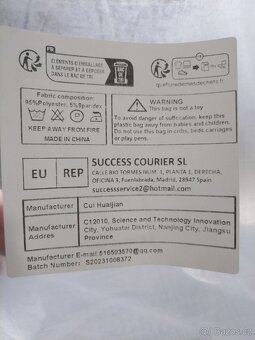 FR
ÉLÉMENTS D'EMBALLAGE
À SÉPARER ET À DÉPOSER
DANS LE BAC DE TRI
quefairedemesdechets.fr
Fabric composition:
95%Polyester, 5%Spandex
KEEP AWAY FROM FIRE
MADE IN CHINA
WARNING
This bag is not a toy
To avoid danger of suffocation, keep this
plastic bag away from babies and children.
Do not use this bag in cribs, beds, carriages
or play pens.
EU REP
SUCCESS COURIER SL
CALLE RIO TORMES NUM. 1, PLANTA 1, DERECHA,
OFICINA 3, Fuenlabrada, Madrid, 28947 Spain
successservice2@hotmail.com
Manufacturer Cui Huaijian
Manufacturer Addres
C12010, Science and Technology Innovation
City, Yuhuatai District, Nanjing City, Jiangsu
Province
Manufacturer E-mail:516503670@qq.com
Batch Number: S20231008372
bazoš.cz